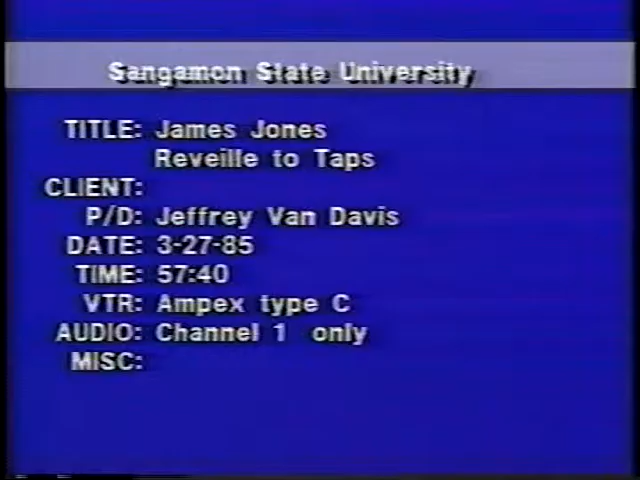 Sangamon State University
TITLE: James Jones
Reveille to Taps
CLIENT:
P/D: Jeffrey Van Davis
DATE: 3-27-85
TIME: 57:40
VTR: Ampex type C
AUDIO: Channel 1 only
MISC: